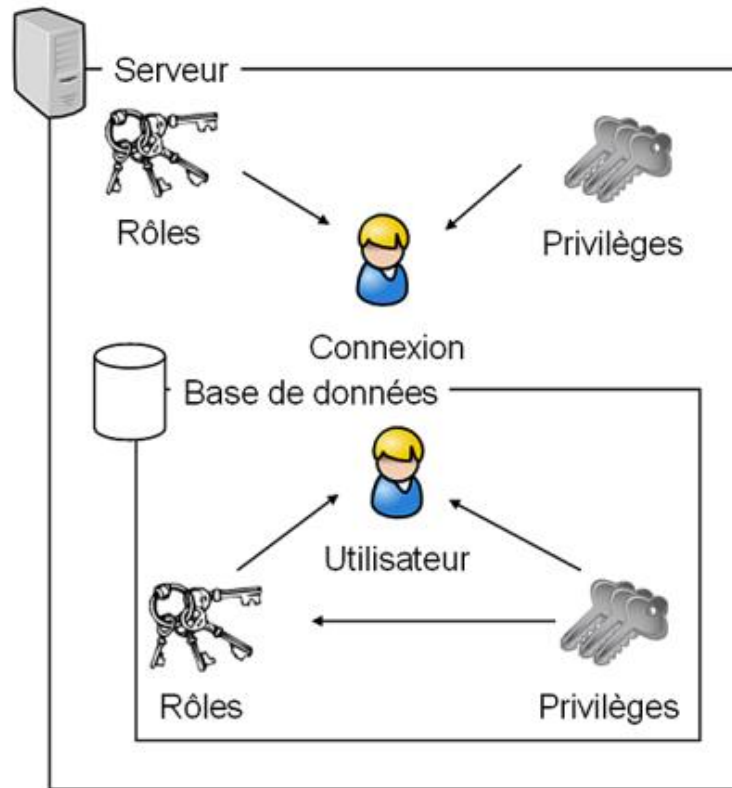 Serveur
Rôles
Privilèges
Connexion
Base de données
Utilisateur
Rôles
Privilèges